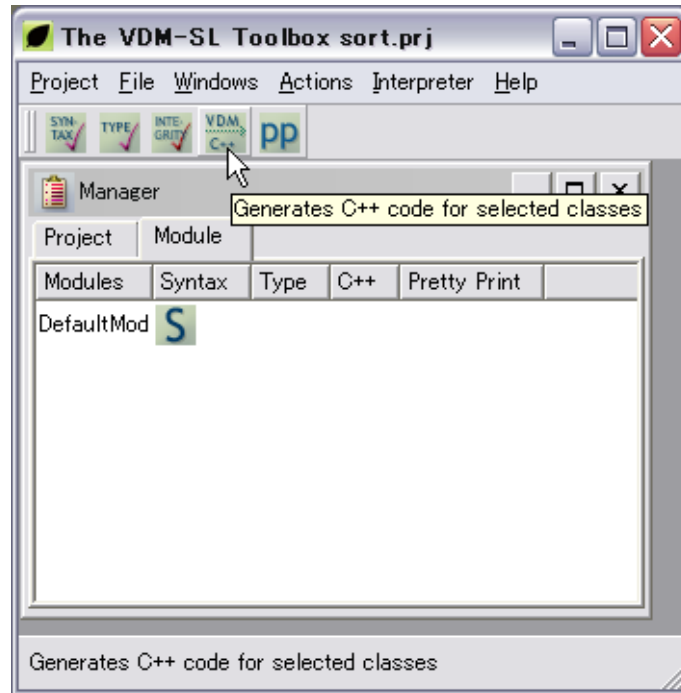 The VDM-SL Toolbox sort.prj
Project File Windows Actions Interpreter Help
SYN-
TAX
TYPE
INTE-
GRITY
VDM
C++
pp
Manager
Generates C++ code for selected classes
Project Module
Modules Syntax Type C++ Pretty Print
DefaultMod S
Generates C++ code for selected classes